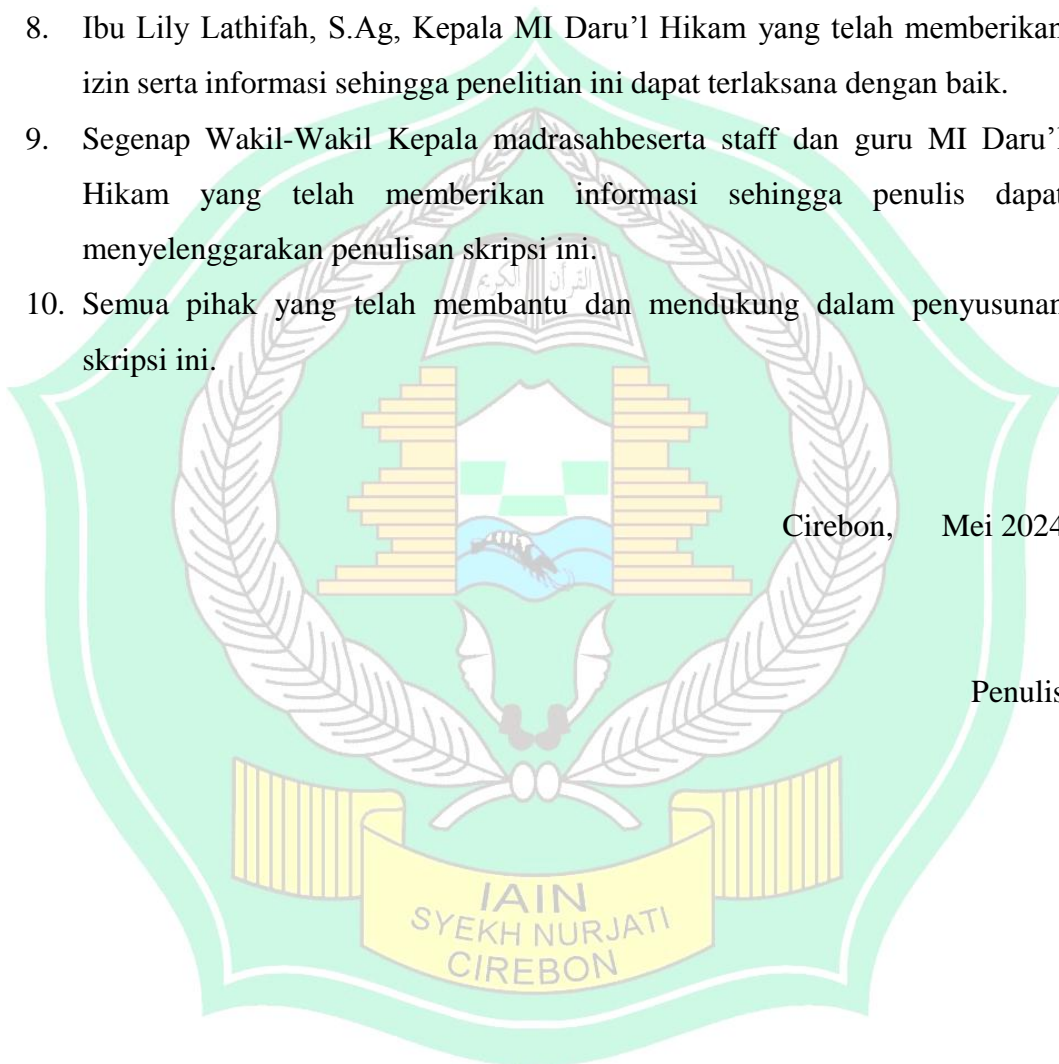 8. Ibu Lily Lathifah, S.Ag, Kepala MI Daru’l Hikam yang telah memberikan
izin serta informasi sehingga penelitian ini dapat terlaksana dengan baik.
9. Segenap Wakil-Wakil Kepala madrasahbeserta staff dan guru MI Daru’l
Hikam yang telah memberikan informasi sehingga penulis dapat
menyelenggarakan penulisan skripsi ini.
القرآن الكريم
10. Semua pihak yang telah membantu dan mendukung dalam penyusunan
skripsi ini.
Cirebon, Mei 2024
Penulis
IAIN
SYEKH NURJATI
CIREBON